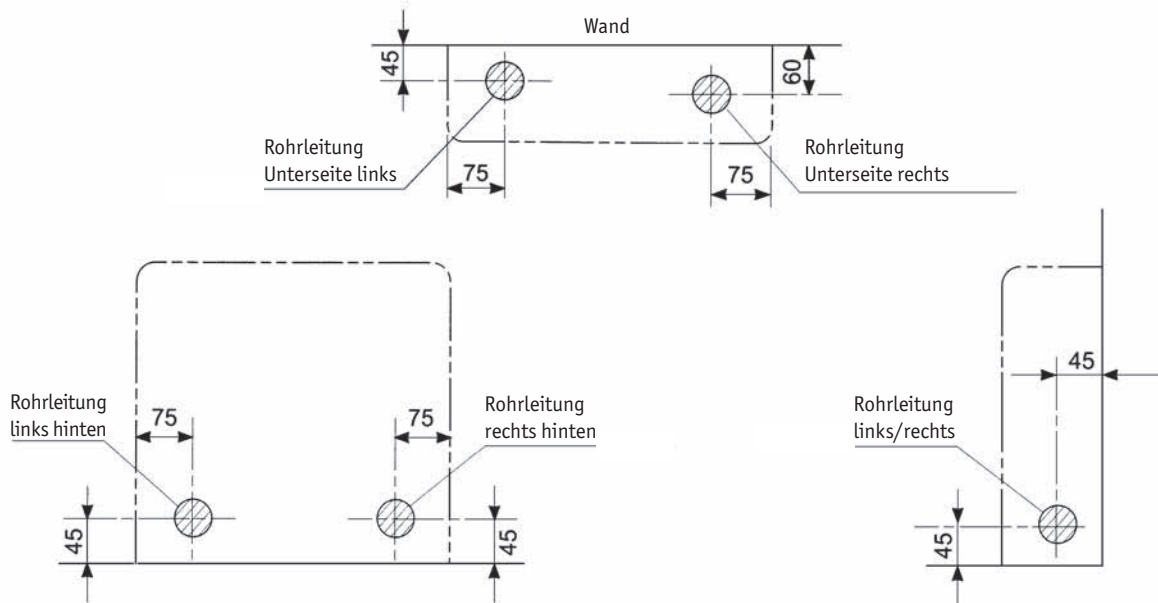 Wand
45
60
Rohrleitung
Unterseite links
Rohrleitung
Unterseite rechts
75
75
45
Rohrleitung
links hinten
75
Rohrleitung
rechts hinten
75
Rohrleitung
links/rechts
45
45
45